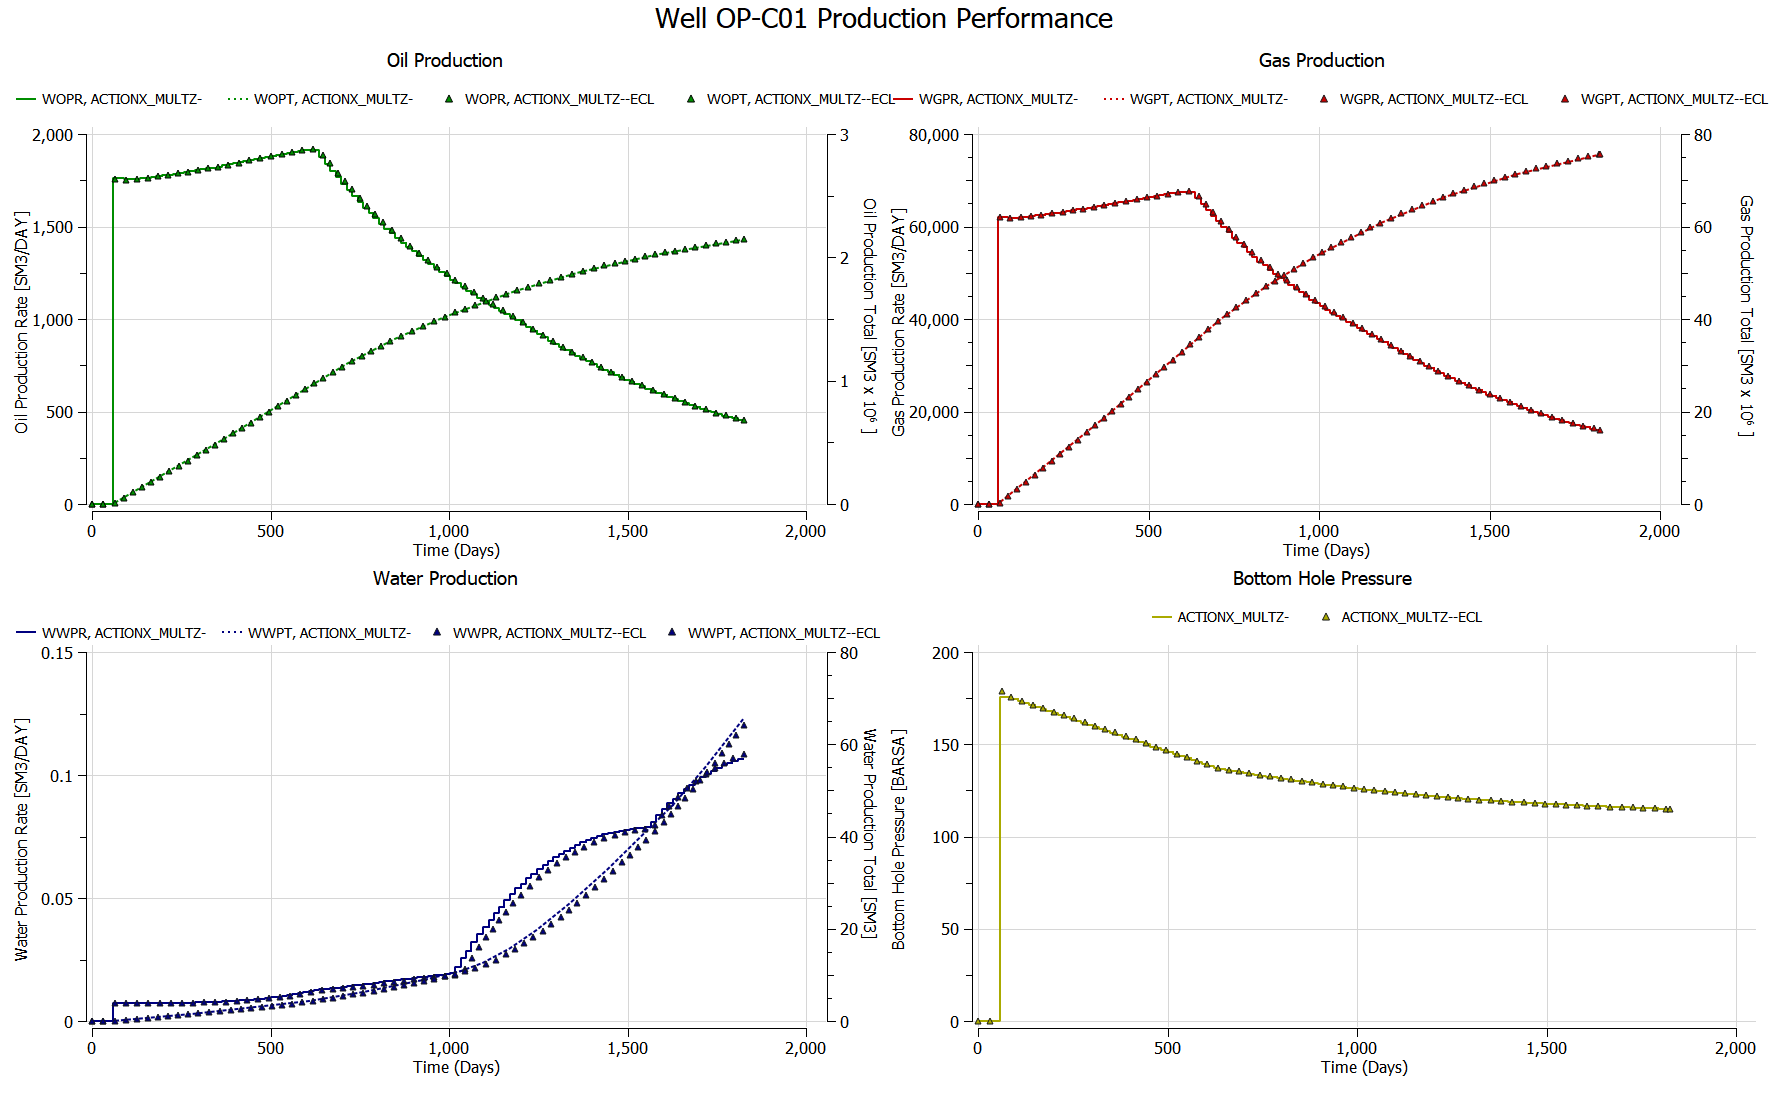 Well OP-C01 Production Performance
Oil Production
WOPR, ACTIONX_MULTZ-
WOPT, ACTIONX_MULTZ-
WOPR, ACTIONX_MULTZ--ECL
WOPT, ACTIONX_MULTZ--ECL
2,000
1,500
1,000
500
0
Oil Production Rate [SM3/DAY]
3
2
1
0
Oil Production Total [SM3 x 10⁶ ]
0
500
1,000
1,500
2,000
Time (Days)
Gas Production
WGPR, ACTIONX_MULTZ-
WGPT, ACTIONX_MULTZ-
WGPR, ACTIONX_MULTZ--ECL
WGPT, ACTIONX_MULTZ--ECL
80,000
60,000
40,000
20,000
0
Gas Production Rate [SM3/DAY]
80
60
40
20
0
Gas Production Total [SM3 x 10⁶ ]
0
500
1,000
1,500
2,000
Time (Days)
Water Production
WWPR, ACTIONX_MULTZ-
WWPT, ACTIONX_MULTZ-
WWPR, ACTIONX_MULTZ--ECL
WWPT, ACTIONX_MULTZ--ECL
0.15
0.1
0.05
0
Water Production Rate [SM3/DAY]
80
60
40
20
0
Water Production Total [SM3]
0
500
1,000
1,500
2,000
Time (Days)
Bottom Hole Pressure
ACTIONX_MULTZ-
ACTIONX_MULTZ--ECL
200
150
100
50
0
Bottom Hole Pressure [BARSA]
0
500
1,000
1,500
2,000
Time (Days)